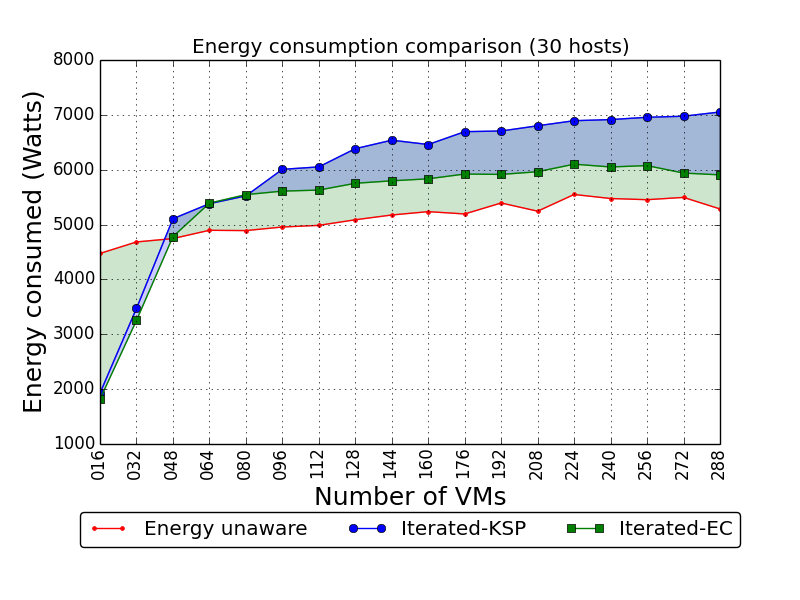 Energy consumption comparison (30 hosts)
Energy consumed (Watts)
8000
7000
6000
5000
4000
3000
2000
1000
016 032 048 064 080 096 112 128 144 160 176 192 208 224 240 256 272 288
Number of VMs
Energy unaware Iterated-KSP Iterated-EC